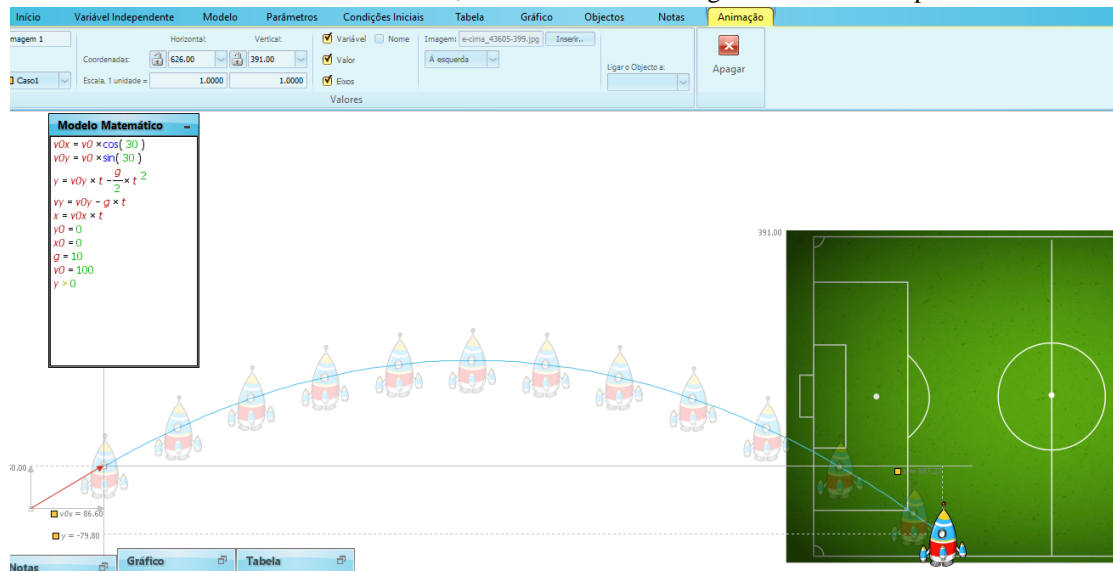 Início Variável Independente Modelo Parâmetros Condições Iniciais Tabela Gráfico Objectos Notas Animação
Horizontal: Vertical: Variável Nome Imagem: e-cima_43605-399.jpg Inserir..
Coordenadas: 626.00 391.00 Valor À esquerda Ligar o Objecto a: Apagar
Caso1 Escala, 1 unidade = 1.0000 1.0000 Eixos
Valores
Modelo Matemático
v0x = v0 × cos( 30 )
v0y = v0 × sin( 30 )
y = v0y × t - g/2 × t 2
vy = v0y - g × t
x = v0x × t
y0 = 0
x0 = 0
g = 10
v0 = 100
y > 0
391.00
v0x = 86.60
y = -79.80
Notas Gráfico Tabela